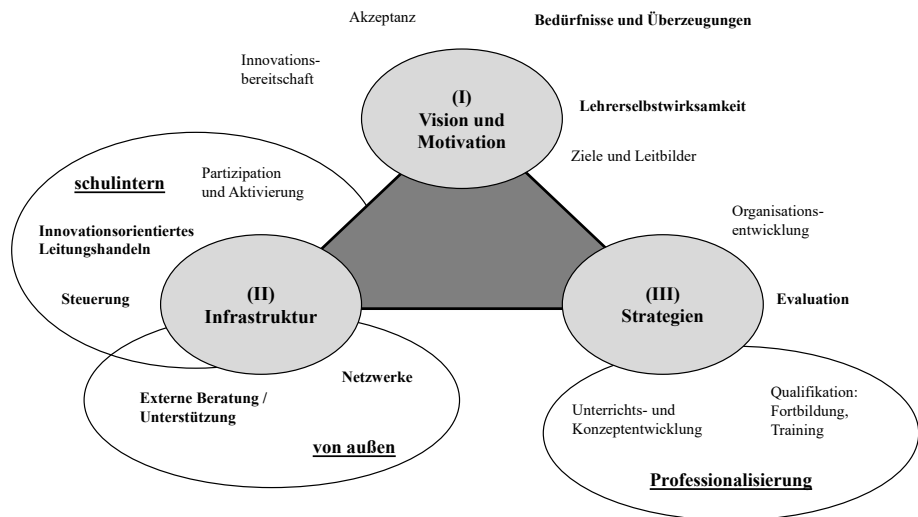 Akzeptanz
Bedürfnisse und Überzeugungen
Innovations-
bereitschaft
(I)
Vision und
Motivation
Lehrerselbstwirksamkeit
Ziele und Leitbilder
schulintern
Partizipation
und Aktivierung
Innovationsorientiertes
Leitungshandeln
Steuerung
(II)
Infrastruktur
Organisations-
entwicklung
(III)
Strategien
Evaluation
Netzwerke
Externe Beratung /
Unterstützung
von außen
Unterrichts- und
Konzeptentwicklung
Qualifikation:
Fortbildung,
Training
Professionalisierung